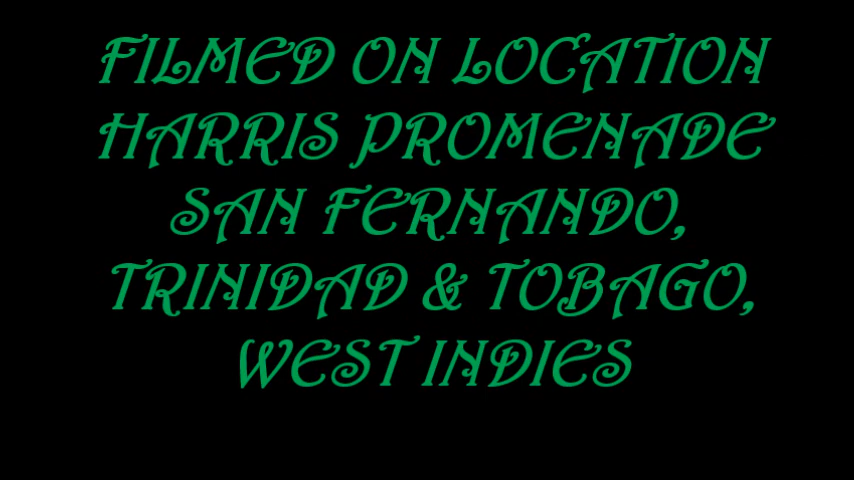 FILMED ON LOCATION
HARRIS PROMENADE
SAN FERNANDO,
TRINIDAD & TOBAGO,
WEST INDIES